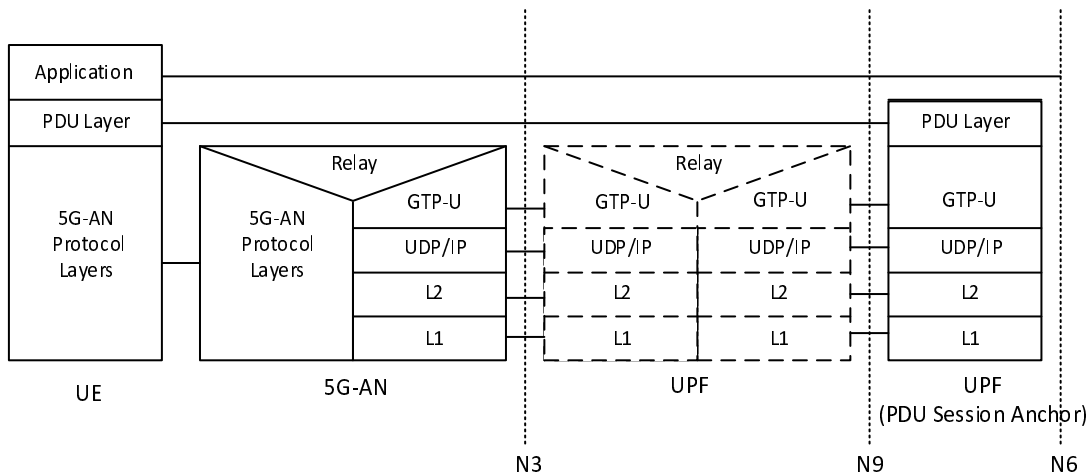 Application
PDU Layer
5G-AN
Protocol
Layers
UE
Relay
5G-AN
Protocol
Layers
GTP-U
UDP/IP
L2
L1
5G-AN
Relay
GTP-U
GTP-U
UDP/IP
UDP/IP
L2
L2
L1
L1
UPF
PDU Layer
GTP-U
UDP/IP
L2
L1
UPF
(PDU Session Anchor)
N3
N9
N6